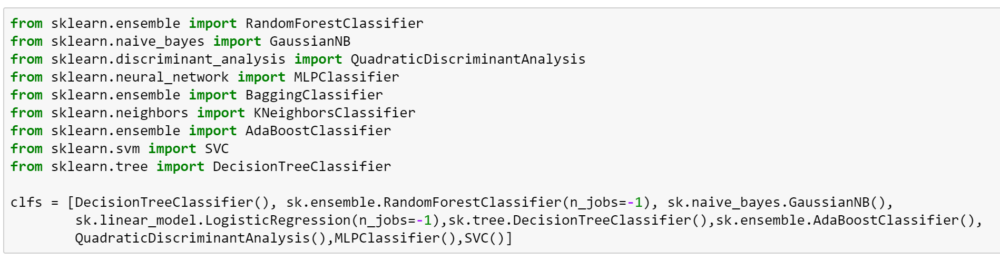 from sklearn.ensemble import RandomForestClassifier
from sklearn.naive_bayes import GaussianNB
from sklearn.discriminant_analysis import QuadraticDiscriminantAnalysis
from sklearn.neural_network import MLPClassifier
from sklearn.ensemble import BaggingClassifier
from sklearn.neighbors import KNeighborsClassifier
from sklearn.ensemble import AdaBoostClassifier
from sklearn.svm import SVC
from sklearn.tree import DecisionTreeClassifier

clfs = [DecisionTreeClassifier(), sk.ensemble.RandomForestClassifier(n_jobs=-1), sk.naive_bayes.GaussianNB(),
        sk.linear_model.LogisticRegression(n_jobs=-1),sk.tree.DecisionTreeClassifier(),sk.ensemble.AdaBoostClassifier(),
        QuadraticDiscriminantAnalysis(),MLPClassifier(),SVC()]